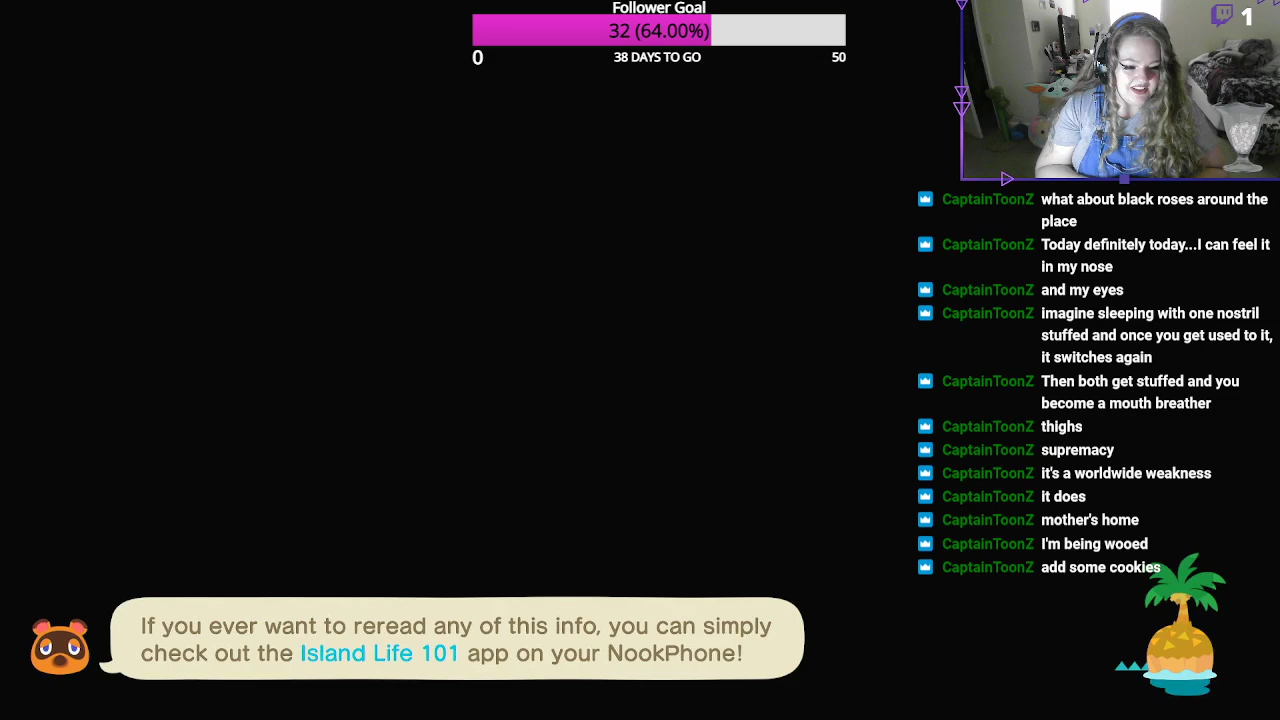 Follower Goal
32 (64.00%)
0
38 DAYS TO GO
50
1
CaptainToonZ what about black roses around the
place
CaptainToonZ Today definitely today...I can feel it
in my nose
CaptainToonZ and my eyes
CaptainToonZ imagine sleeping with one nostril
stuffed and once you get used to it,
it switches again
CaptainToonZ Then both get stuffed and you
become a mouth breather
CaptainToonZ thighs
CaptainToonZ supremacy
CaptainToonZ it's a worldwide weakness
CaptainToonZ it does
CaptainToonZ mother's home
CaptainToonZ I'm being wooed
CaptainToonZ add some cookies
If you ever want to reread any of this info, you can simply
check out the Island Life 101 app on your NookPhone!